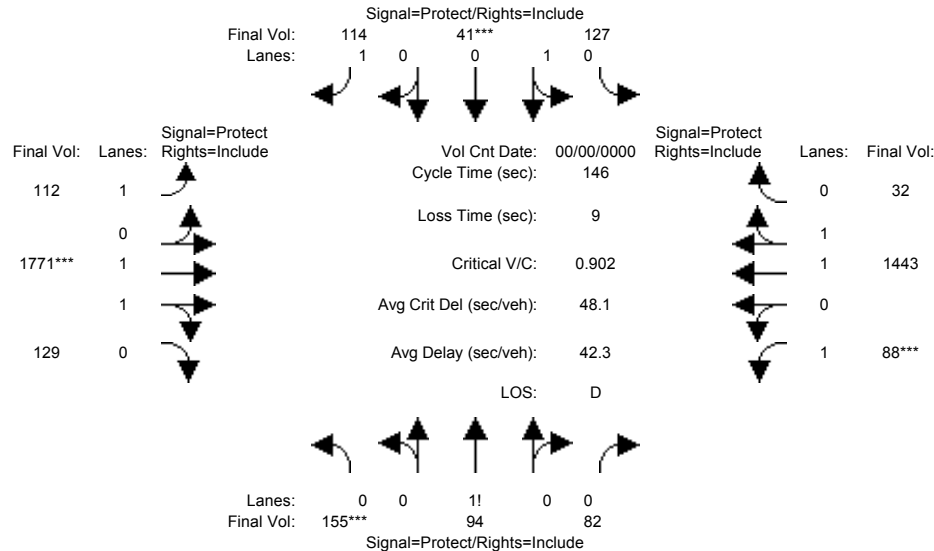 Signal=Protect/Rights=Include
Final Vol: 114 41*** 127
Lanes: 1 0 0 1 0
Signal=Protect
Final Vol: Lanes: Rights=Include
Vol Cnt Date: 00/00/0000
Signal=Protect
Rights=Include Lanes: Final Vol:
Cycle Time (sec): 146
112 1
0 32
Loss Time (sec): 9
0
1
1771*** 1
Critical V/C: 0.902
1 1443
1
Avg Crit Del (sec/veh): 48.1
0
129 0
Avg Delay (sec/veh): 42.3
1 88***
LOS: D
Lanes: 0 0 1! 0 0
Final Vol: 155*** 94 82
Signal=Protect/Rights=Include